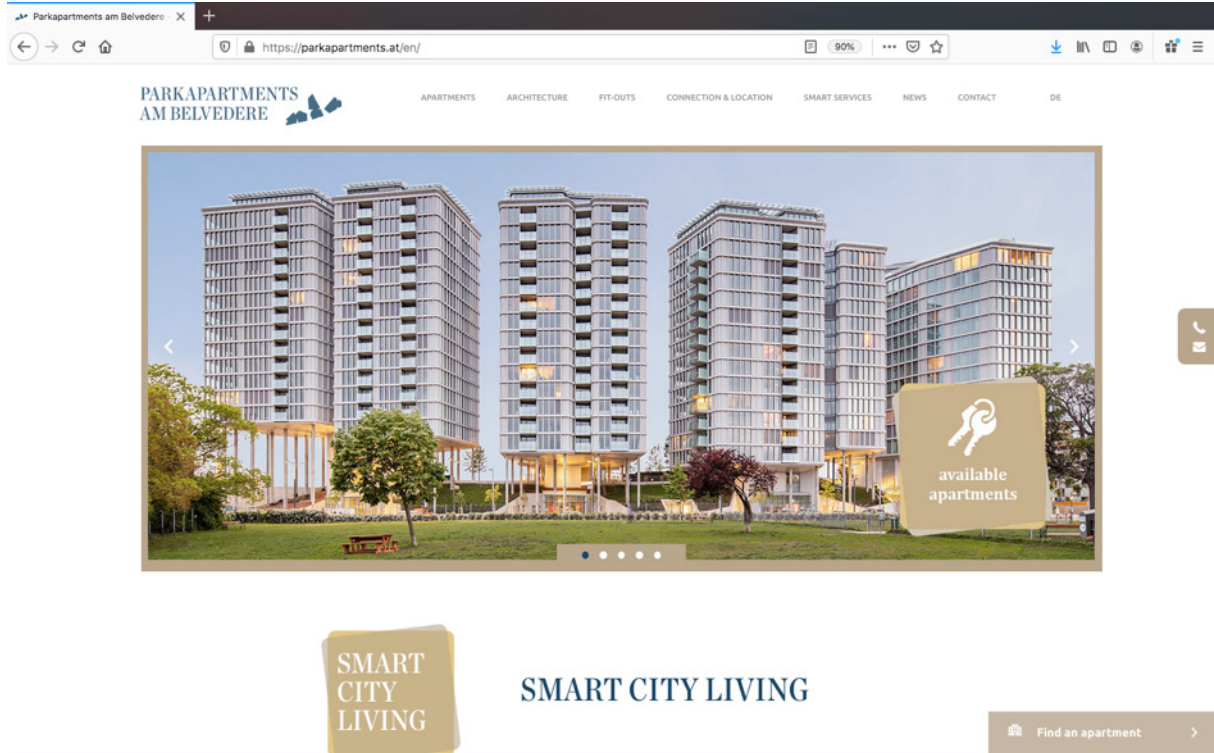 Parkapartments am Belvedere -
https://parkapartments.at/en/
90%
PARKAPARTMENTS
AM BELVEDERE
APARTMENTS
ARCHITECTURE
FIT-OUTS
CONNECTION & LOCATION
SMART SERVICES
NEWS
CONTACT
DE
available
apartments
SMART
CITY
LIVING
SMART CITY LIVING
Find an apartment